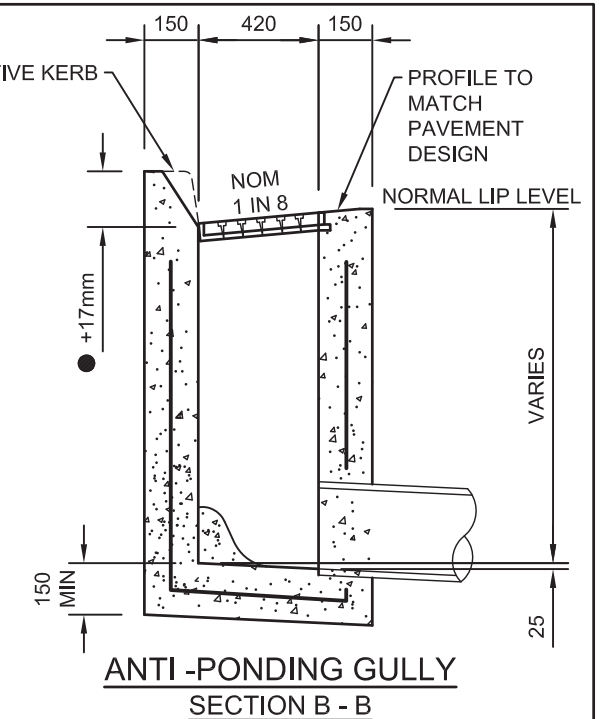 150 420 150
TIVE KERB
PROFILE TO
MATCH
PAVEMENT
DESIGN
NOM
1 IN 8
NORMAL LIP LEVEL
+17mm
VARIES
150
MIN
25
ANTI -PONDING GULLY
SECTION B - B